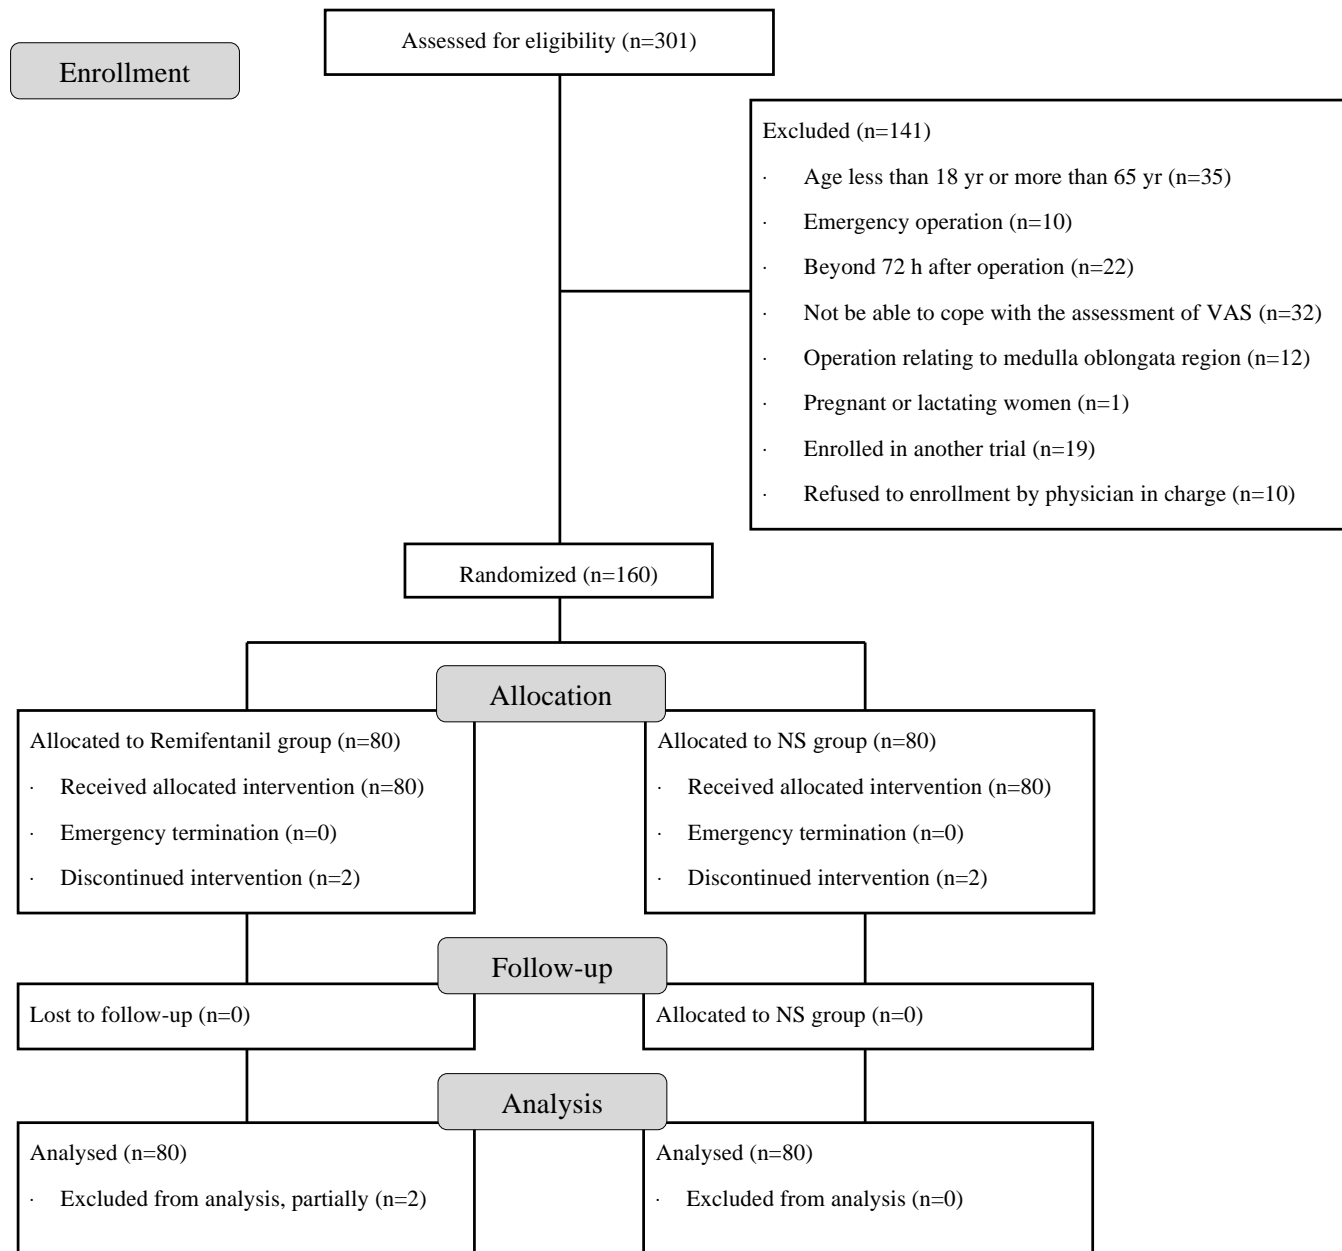 Assessed for eligibility (n=301)
Enrollment
Excluded (n=141)
· Age less than 18 yr or more than 65 yr (n=35)
· Emergency operation (n=10)
· Beyond 72 h after operation (n=22)
· Not be able to cope with the assessment of VAS (n=32)
· Operation relating to medulla oblongata region (n=12)
· Pregnant or lactating women (n=1)
· Enrolled in another trial (n=19)
· Refused to enrollment by physician in charge (n=10)
Randomized (n=160)
Allocation
Allocated to Remifentanil group (n=80)
· Received allocated intervention (n=80)
· Emergency termination (n=0)
· Discontinued intervention (n=2)
Allocated to NS group (n=80)
· Received allocated intervention (n=80)
· Emergency termination (n=0)
· Discontinued intervention (n=2)
Follow-up
Lost to follow-up (n=0)
Allocated to NS group (n=0)
Analysis
Analysed (n=80)
· Excluded from analysis, partially (n=2)
Analysed (n=80)
· Excluded from analysis (n=0)